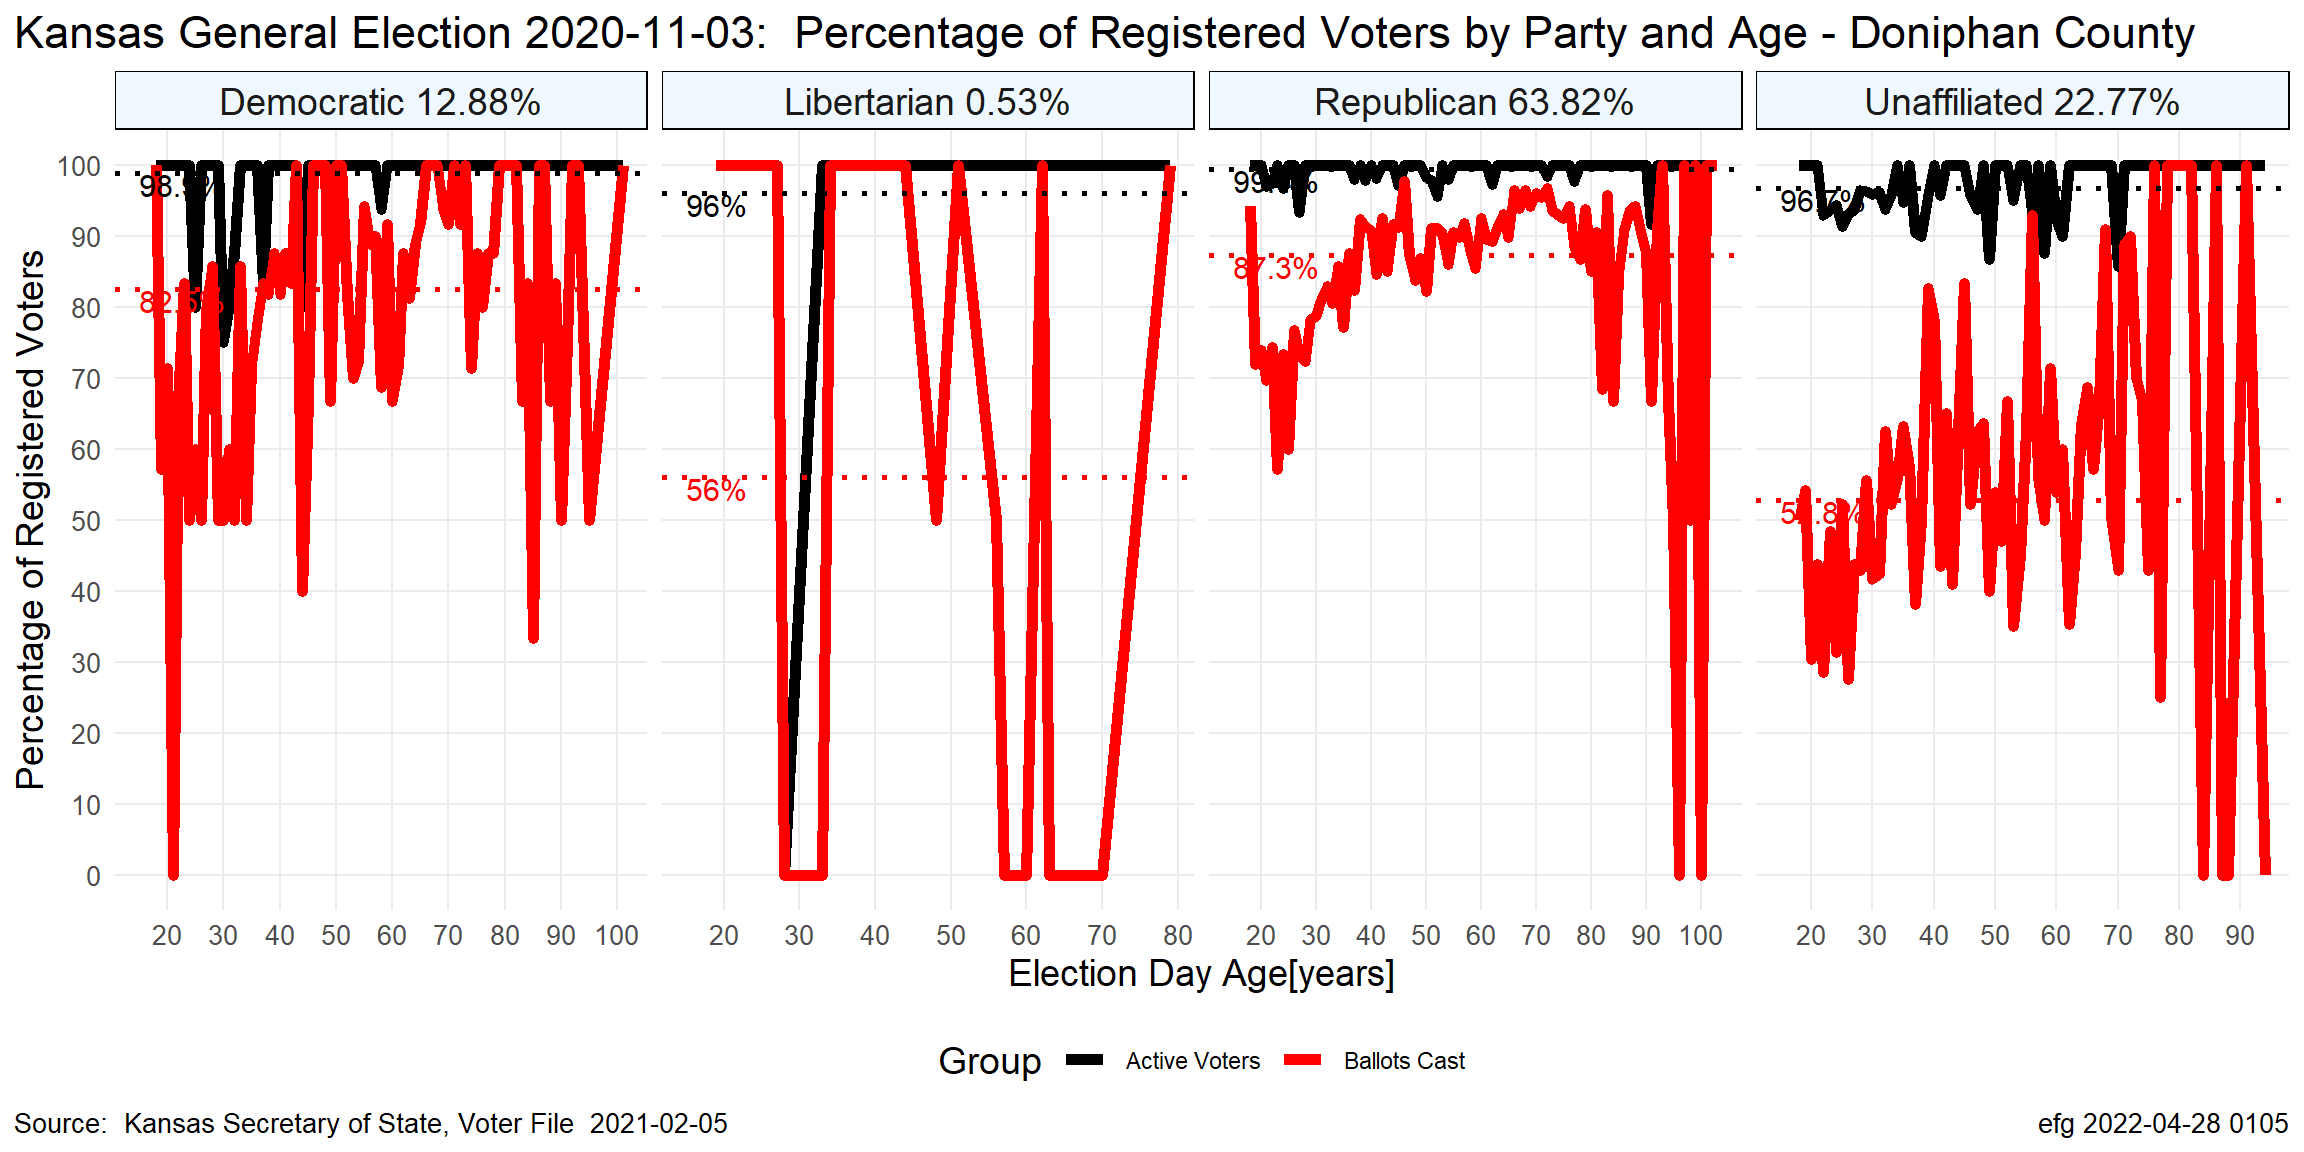 Kansas General Election 2020-11-03:  Percentage of Registered Voters by Party and Age - Doniphan County
Democratic 12.88%
Libertarian 0.53%
Republican 63.82%
Unaffiliated 22.77%
Percentage of Registered Voters
100
90
80
70
60
50
40
30
20
10
0
96%
56%
87.3%
96.7%
20 30 40 50 60 70 80 90 100
20 30 40 50 60 70 80
20 30 40 50 60 70 80 90 100
20 30 40 50 60 70 80 90
Election Day Age[years]
Group Active Voters Ballots Cast
Source:  Kansas Secretary of State, Voter File  2021-02-05
efg 2022-04-28 0105